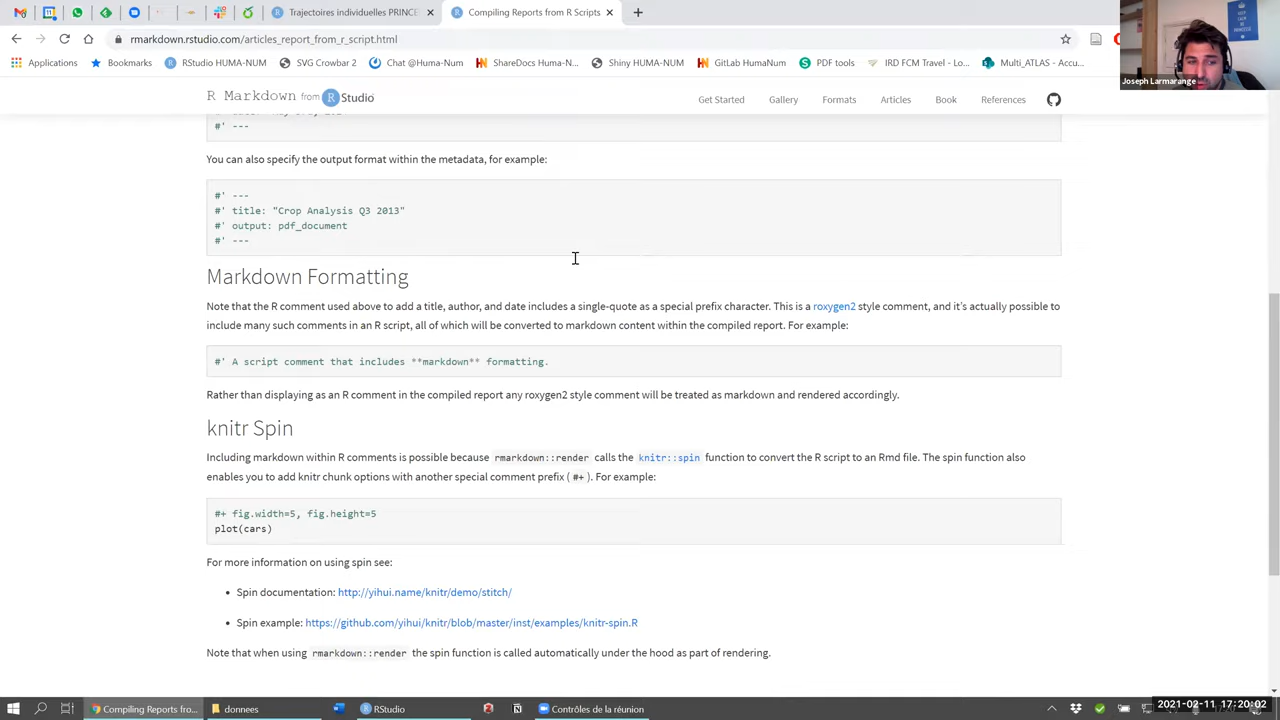 Trajectoires individuelles PRINCE
Compiling Reports from R Scripts
rmarkdown.rstudio.com/articles_report_from_r_script.html
Applications
Bookmarks
RStudio HUMA-NUM
SVG Crowbar 2
Chat @Huma-Num
ShareDocs Huma-N...
Shiny HUMA-NUM
GitLab HumaNum
PDF tools
IRD FCM Travel - Lo...
Multi_ATLAS - Accu...
Joseph Larmarange
R Markdown from R Studio
Get Started
Gallery
Formats
Articles
Book
References
#' ---
You can also specify the output format within the metadata, for example:
#' ---
#' title: "Crop Analysis Q3 2013"
#' output: pdf_document
#' ---
Markdown Formatting
Note that the R comment used above to add a title, author, and date includes a single-quote as a special prefix character. This is a roxygen2 style comment, and it's actually possible to
include many such comments in an R script, all of which will be converted to markdown content within the compiled report. For example:
#' A script comment that includes **markdown** formatting.
Rather than displaying as an R comment in the compiled report any roxygen2 style comment will be treated as markdown and rendered accordingly.
knitr Spin
Including markdown within R comments is possible because rmarkdown::render calls the knitr::spin function to convert the R script to an Rmd file. The spin function also
enables you to add knitr chunk options with another special comment prefix ( #+ ). For example:
#+ fig.width=5, fig.height=5
plot(cars)
For more information on using spin see:
• Spin documentation: http://yihui.name/knitr/demo/stitch/
• Spin example: https://github.com/yihui/knitr/blob/master/inst/examples/knitr-spin.R
Note that when using rmarkdown::render the spin function is called automatically under the hood as part of rendering.
Compiling Reports fro...
donnees
RStudio
Contrôles de la réunion
2021-02-11 17:20:02